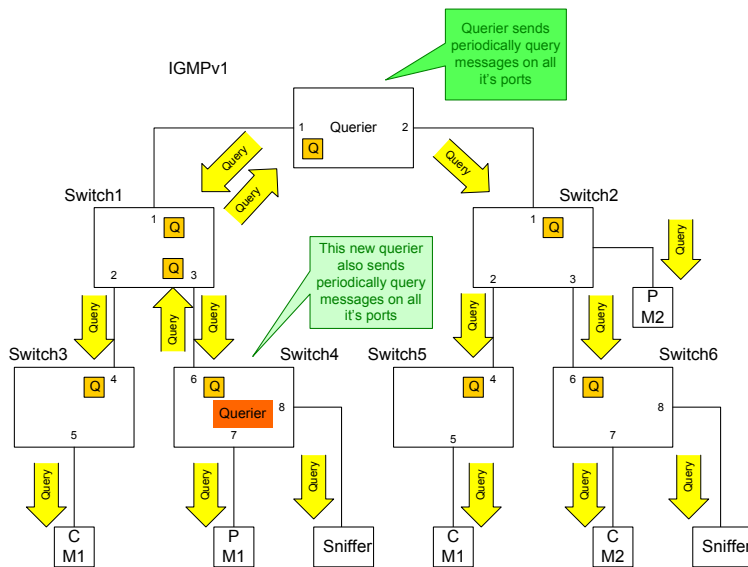 IGMPv1
Querier sends
periodically query
messages on all
it's ports
1
Querier
2
Q
Query
Query
Query
Switch1
Switch2
1
Q
Q
2
3
1
Q
2
3
Query
P
M2
This new querier
also sends
periodically query
messages on all
it's ports
Query
Query
Query
Query
Query
Switch3
Switch4
Switch5
Switch6
Q
4
5
6
Q
Querier
8
7
Q
4
5
6
Q
8
7
Query
Query
Query
Query
Query
C
M1
P
M1
Sniffer
C
M1
C
M2
Sniffer